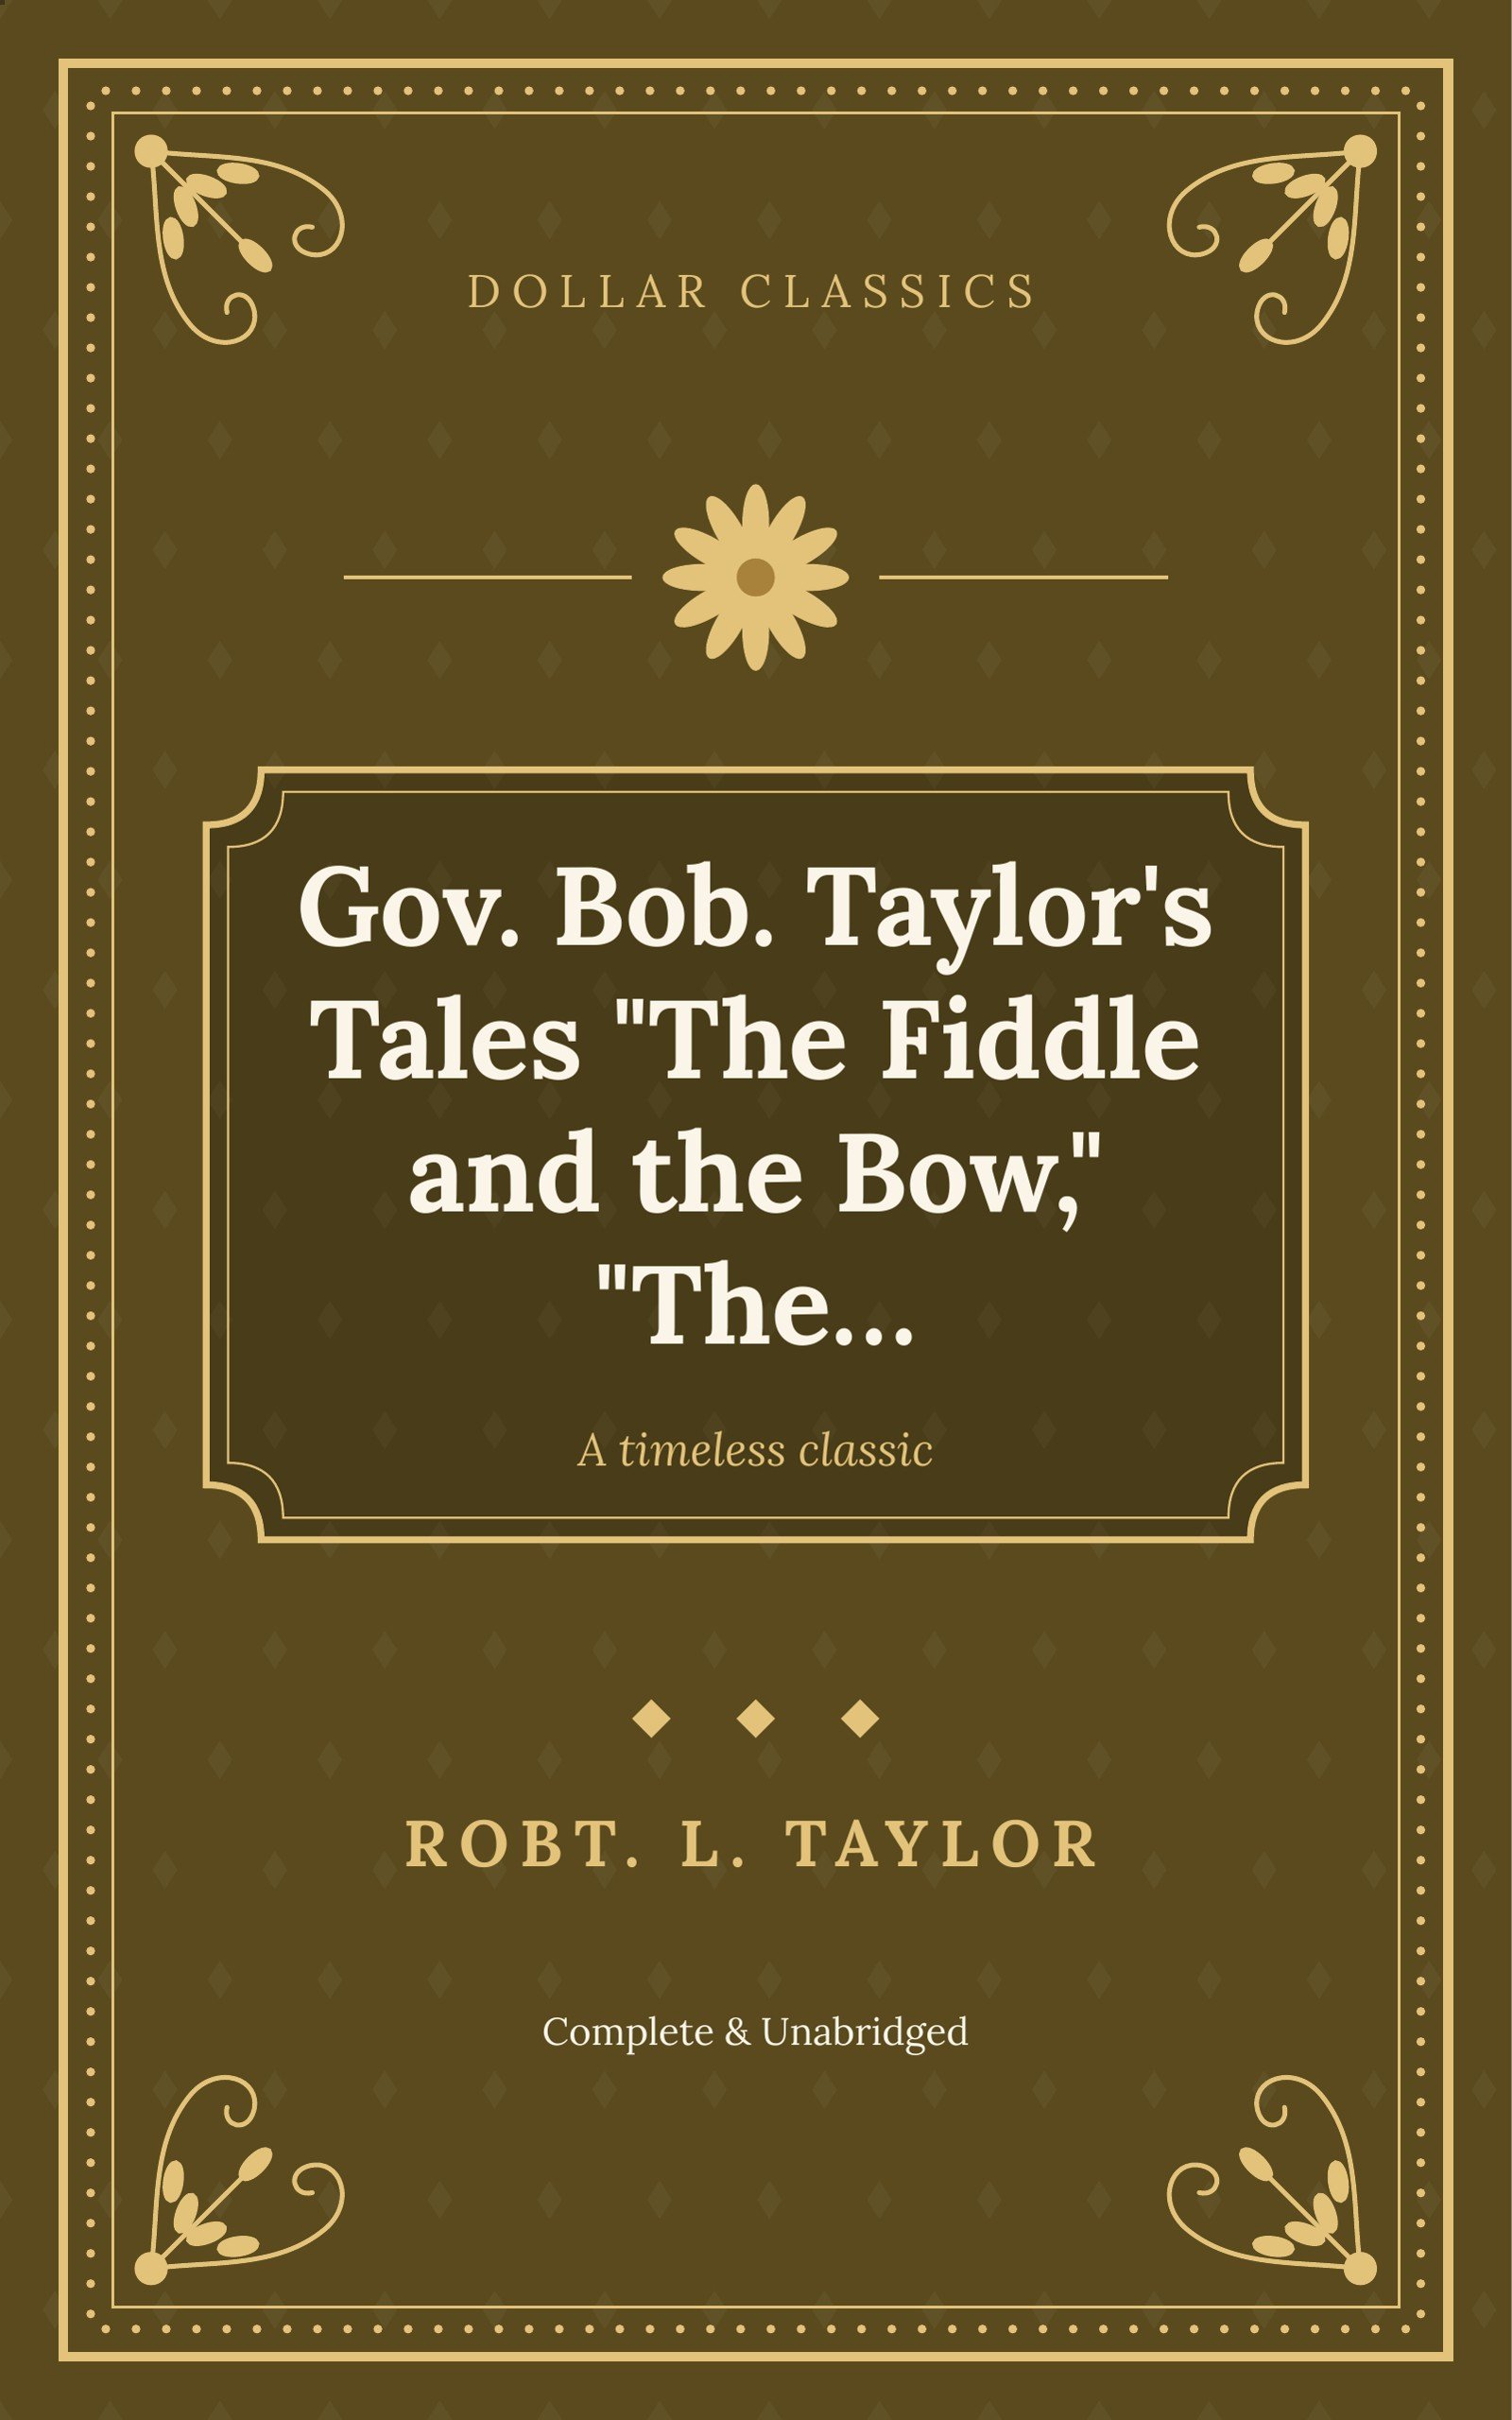 DOLLAR CLASSICS
Gov. Bob. Taylor's
Tales "The Fiddle
and the Bow,"
"The...
A timeless classic
ROBT. L. TAYLOR
Complete & Unabridged